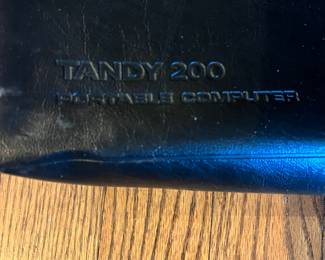 TANDY 200
PORTABLE COMPUTER